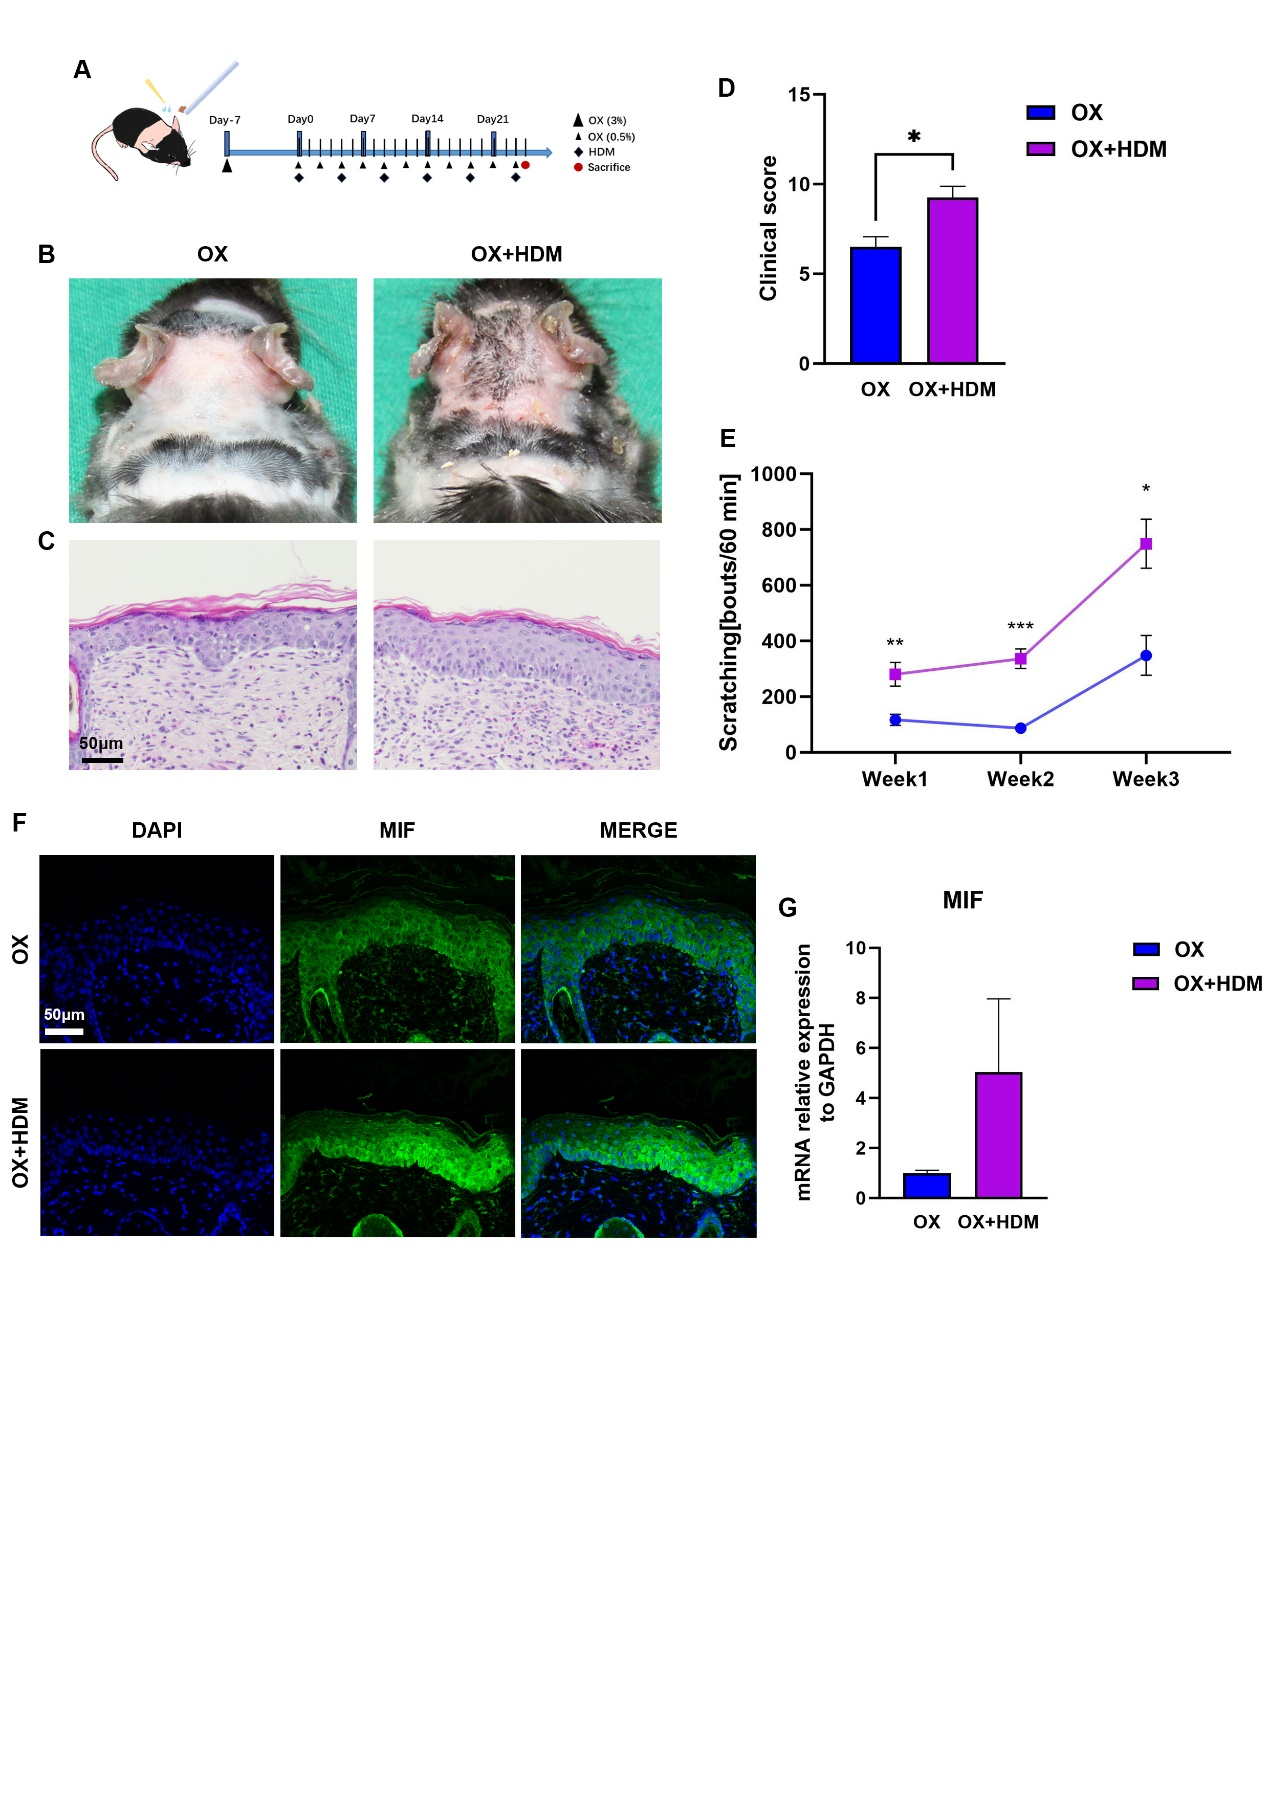 A
Day-7
Day0
Day7
Day14
Day21
OX (3%)
OX (0.5%)
HDM
Sacrifice
B
OX
OX+HDM
C
50μm
D
Clinical score
15
10
5
0
*
OX
OX+HDM
OX
OX+HDM
E
Scratching[bouts/60 min]
1000
800
600
400
200
0
**
***
*
Week1
Week2
Week3
F
DAPI
MIF
MERGE
OX
50μm
OX+HDM
G
MIF
mRNA relative expression
to GAPDH
10
8
6
4
2
0
OX
OX+HDM
OX
OX+HDM